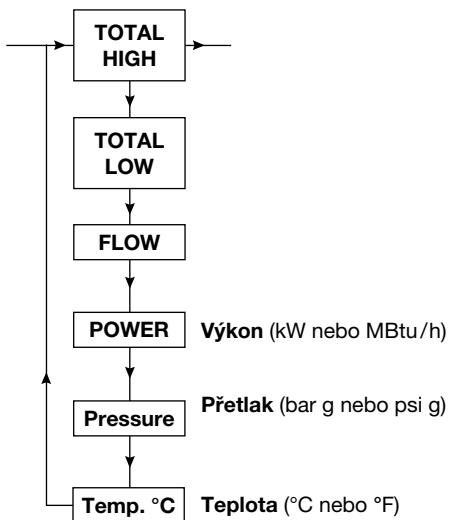 TOTAL
HIGH
TOTAL
LOW
FLOW
POWER
Výkon (kW nebo MBtu/h)
Pressure
Přetlak (bar g nebo psi g)
Temp. °C
Teplota (°C nebo °F)